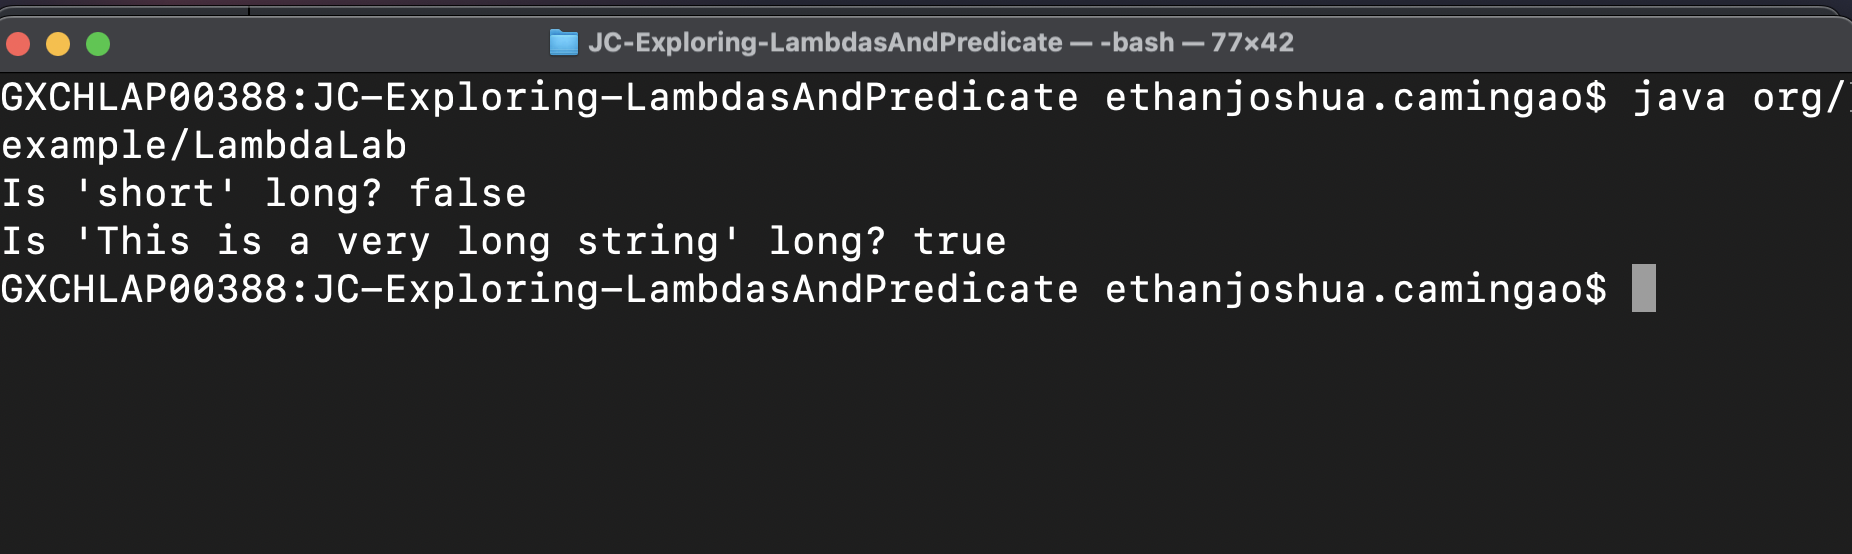 JC-Exploring-LambdasAndPredicate — -bash — 77×42
GXCHLAP00388:JC-Exploring-LambdasAndPredicate ethanjoshua.camingao$ java org/
example/LambdaLab
Is 'short' long? false
Is 'This is a very long string' long? true
GXCHLAP00388:JC-Exploring-LambdasAndPredicate ethanjoshua.camingao$